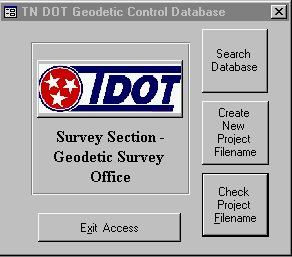 TN DOT Geodetic Control Database
TDOT
Survey Section -
Geodetic Survey
Office
Search
Database
Create
New
Project
Filename
Check
Project
Filename
Exit Access